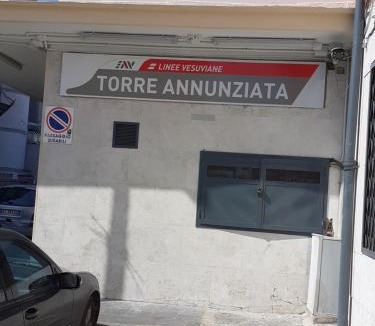 EAV
LINEE VESUVIANE
TORRE ANNUNZIATA
PASSAGGIO
DISABILI